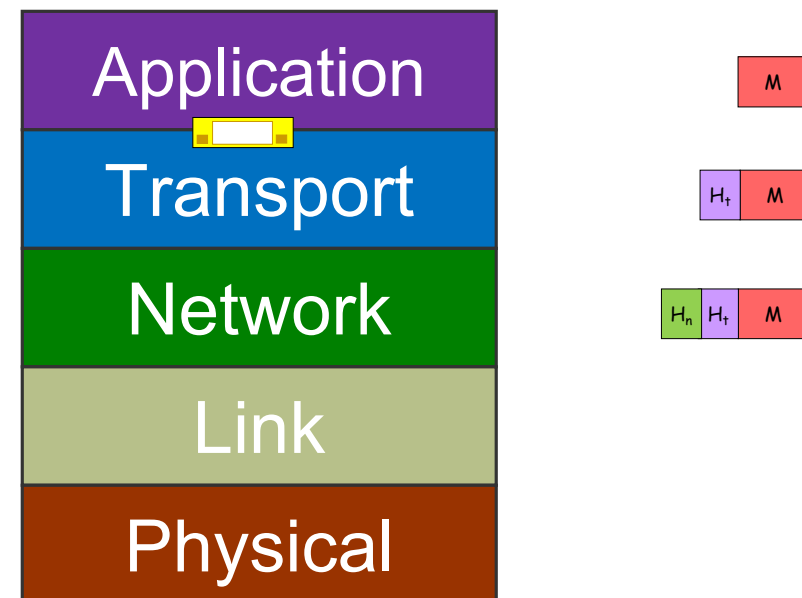 Application
M
Transport
Hₜ M
Network
Hₙ Hₜ M
Link
Physical